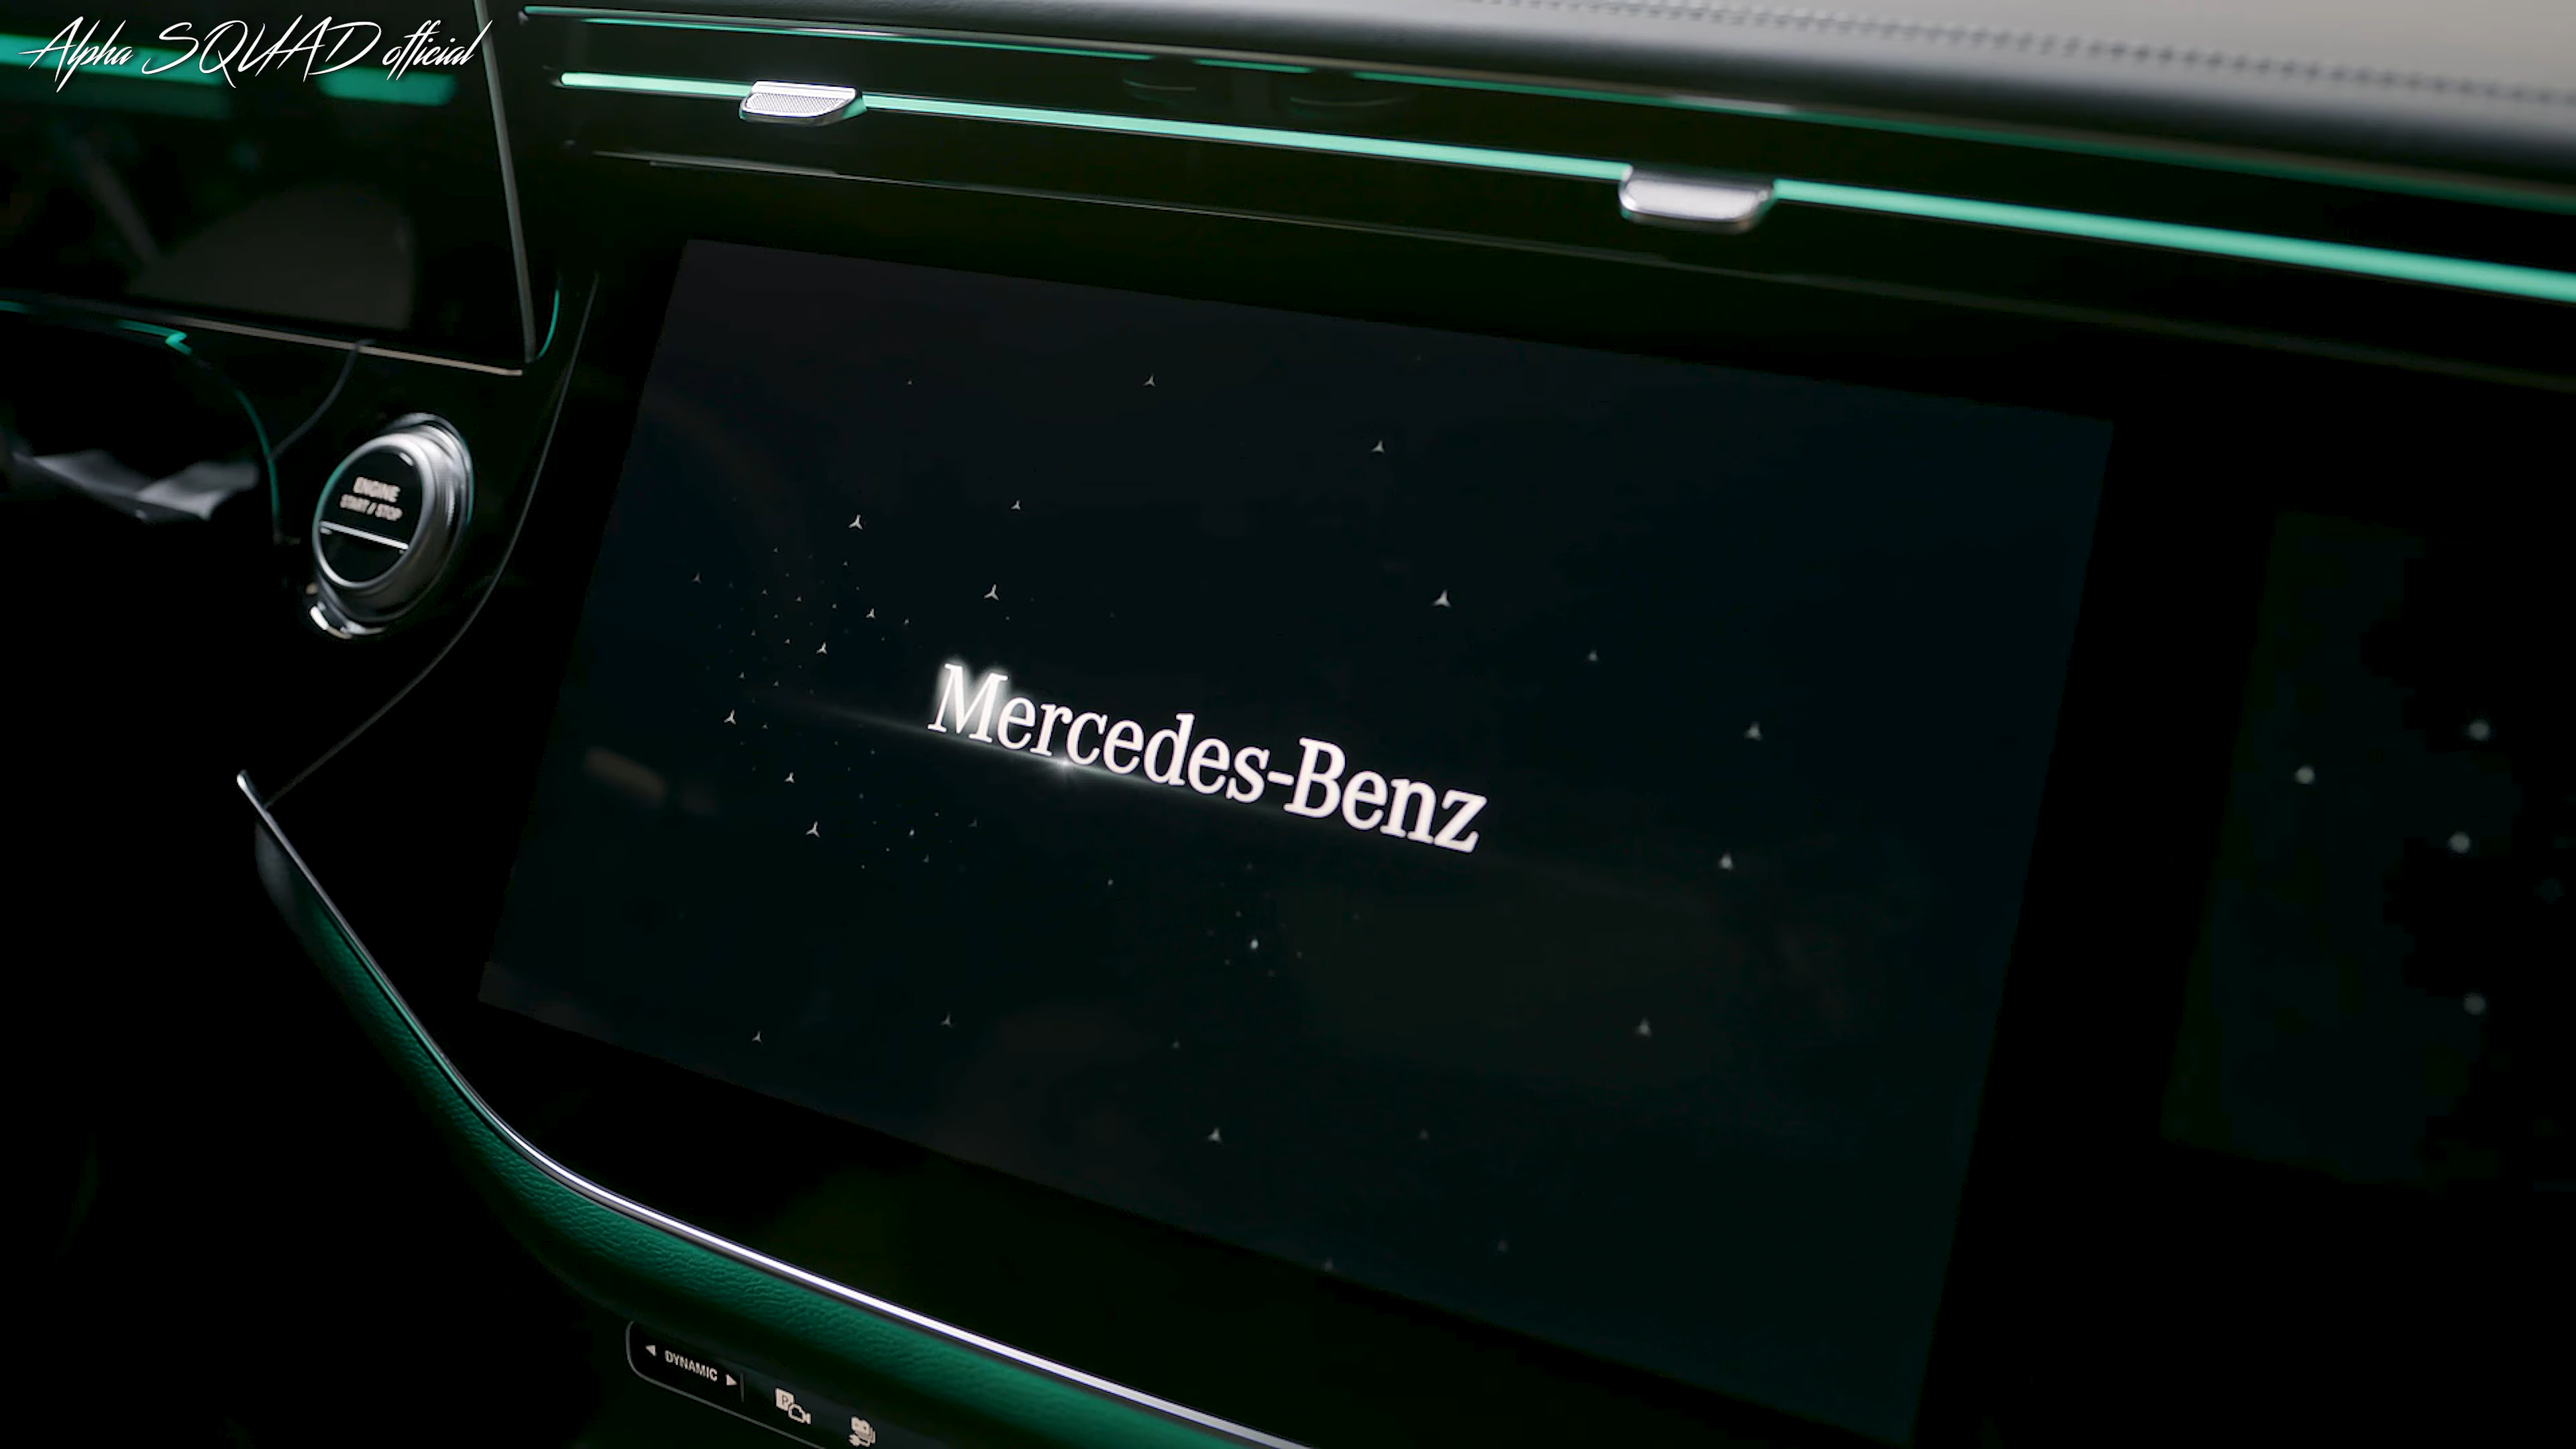 Alpha SQUAD official
ENGINE
START // STOP
Mercedes-Benz
DYNAMIC